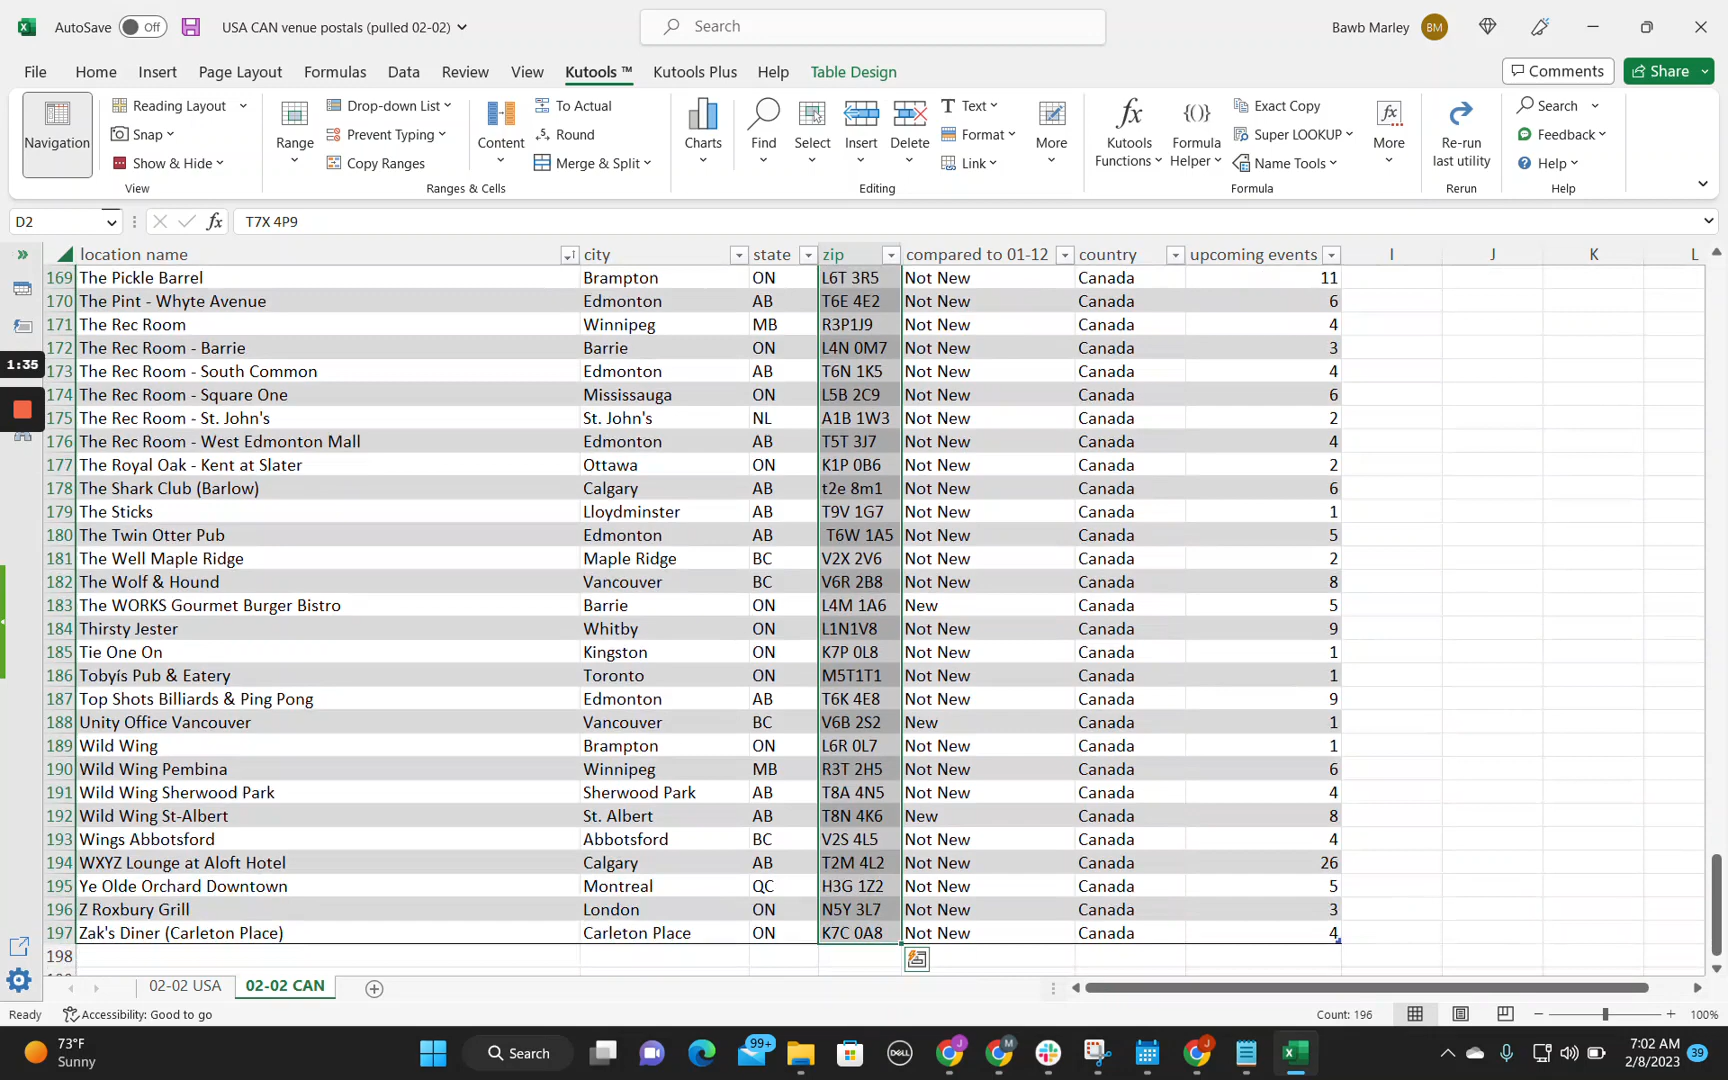 AutoSave Off USA CAN venue postals (pulled 02-02) Search Bawb Marley BM
File Home Insert Page Layout Formulas Data Review View Kutools ™ Kutools Plus Help Table Design Comments Share
Navigation Reading Layout Snap Show & Hide View
Range Drop-down List Prevent Typing Copy Ranges Content To Actual Round Merge & Split Ranges & Cells
Charts Find Select Insert Delete Text Format Link More Editing
Kutools Functions Formula Helper Exact Copy Super LOOKUP Name Tools More Formula
Re-run last utility Rerun
Search Feedback Help Help
D2 fx T7X 4P9
location name city state zip compared to 01-12 country upcoming events I J K L
169 The Pickle Barrel Brampton ON L6T 3R5 Not New Canada 11
170 The Pint - Whyte Avenue Edmonton AB T6E 4E2 Not New Canada 6
171 The Rec Room Winnipeg MB R3P1J9 Not New Canada 4
172 The Rec Room - Barrie Barrie ON L4N 0M7 Not New Canada 3
173 The Rec Room - South Common Edmonton AB T6N 1K5 Not New Canada 4
174 The Rec Room - Square One Mississauga ON L5B 2C9 Not New Canada 6
175 The Rec Room - St. John's St. John's NL A1B 1W3 Not New Canada 2
176 The Rec Room - West Edmonton Mall Edmonton AB T5T 3J7 Not New Canada 4
177 The Royal Oak - Kent at Slater Ottawa ON K1P 0B6 Not New Canada 2
178 The Shark Club (Barlow) Calgary AB t2e 8m1 Not New Canada 6
179 The Sticks Lloydminster AB T9V 1G7 Not New Canada 1
180 The Twin Otter Pub Edmonton AB T6W 1A5 Not New Canada 5
181 The Well Maple Ridge Maple Ridge BC V2X 2V6 Not New Canada 2
182 The Wolf & Hound Vancouver BC V6R 2B8 Not New Canada 8
183 The WORKS Gourmet Burger Bistro Barrie ON L4M 1A6 New Canada 5
184 Thirsty Jester Whitby ON L1N1V8 Not New Canada 9
185 Tie One On Kingston ON K7P 0L8 Not New Canada 1
186 Tobyís Pub & Eatery Toronto ON M5T1T1 Not New Canada 1
187 Top Shots Billiards & Ping Pong Edmonton AB T6K 4E8 Not New Canada 9
188 Unity Office Vancouver Vancouver BC V6B 2S2 New Canada 1
189 Wild Wing Brampton ON L6R 0L7 Not New Canada 1
190 Wild Wing Pembina Winnipeg MB R3T 2H5 Not New Canada 6
191 Wild Wing Sherwood Park Sherwood Park AB T8A 4N5 Not New Canada 4
192 Wild Wing St-Albert St. Albert AB T8N 4K6 New Canada 8
193 Wings Abbotsford Abbotsford BC V2S 4L5 Not New Canada 4
194 WXYZ Lounge at Aloft Hotel Calgary AB T2M 4L2 Not New Canada 26
195 Ye Olde Orchard Downtown Montreal QC H3G 1Z2 Not New Canada 5
196 Z Roxbury Grill London ON N5Y 3L7 Not New Canada 3
197 Zak's Diner (Carleton Place) Carleton Place ON K7C 0A8 Not New Canada 4
198
1:35
02-02 USA 02-02 CAN
Ready Accessibility: Good to go Count: 196 100%
73°F Sunny Search 99+ DELL J M J 7:02 AM 2/8/2023 39